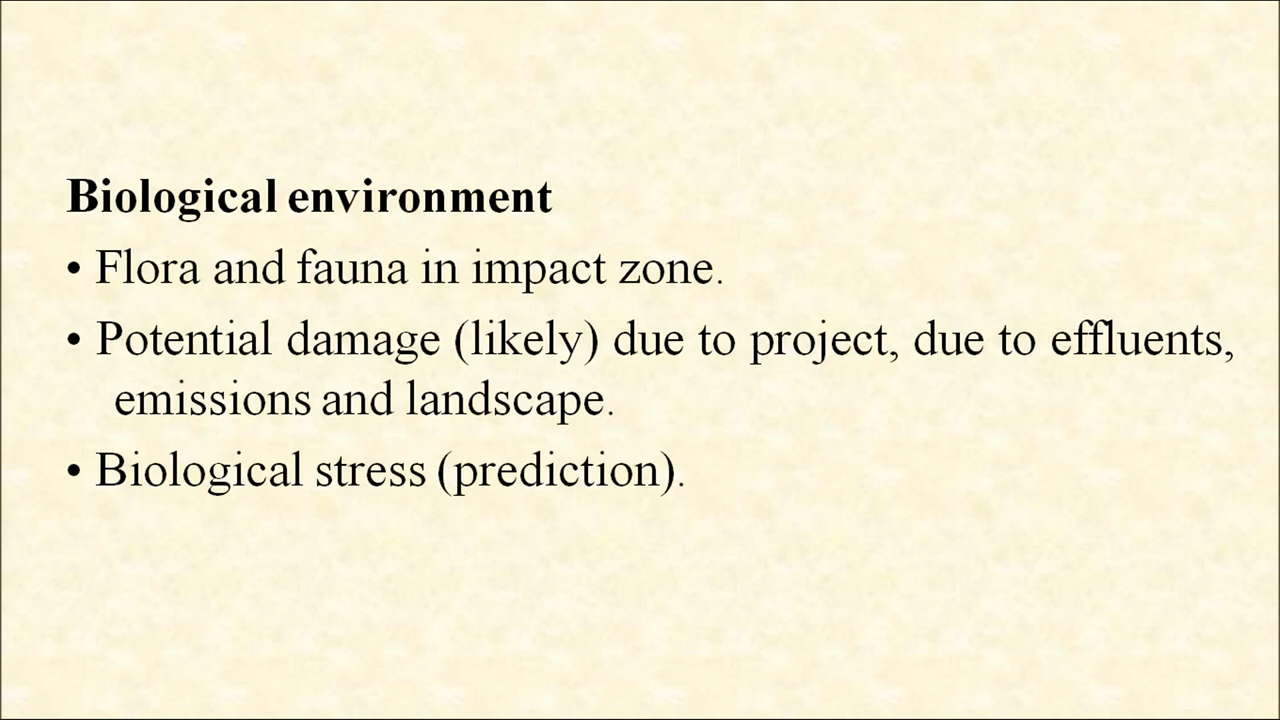 Biological environment
• Flora and fauna in impact zone.
• Potential damage (likely) due to project, due to effluents,
emissions and landscape.
• Biological stress (prediction).